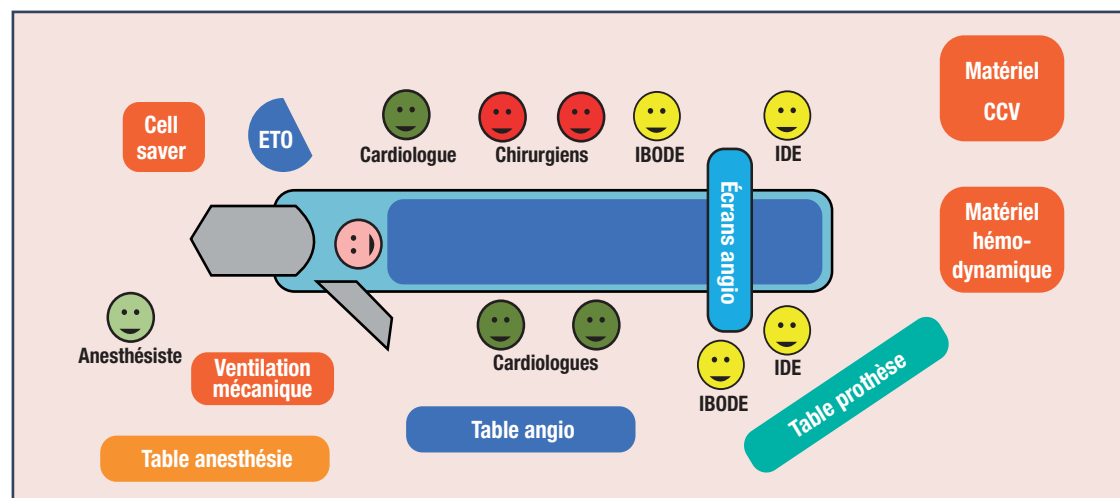 Matériel
CCV
Cell
saver
ETO
Cardiologue
Chirurgiens
IBODE
IDE
Écrans angio
Matériel
hémo-
dynamique
Anesthésiste
Ventilation
mécanique
Cardiologues
IDE
IBODE
Table prothèse
Table angio
Table anesthésie